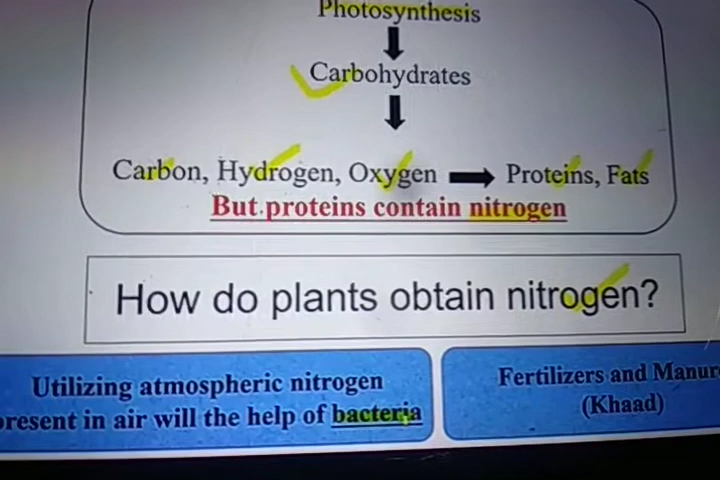 Photosynthesis
Carbohydrates
Carbon, Hydrogen, Oxygen Proteins, Fats
But proteins contain nitrogen
How do plants obtain nitrogen?
Utilizing atmospheric nitrogen
present in air will the help of bacteria
Fertilizers and Manur
(Khaad)